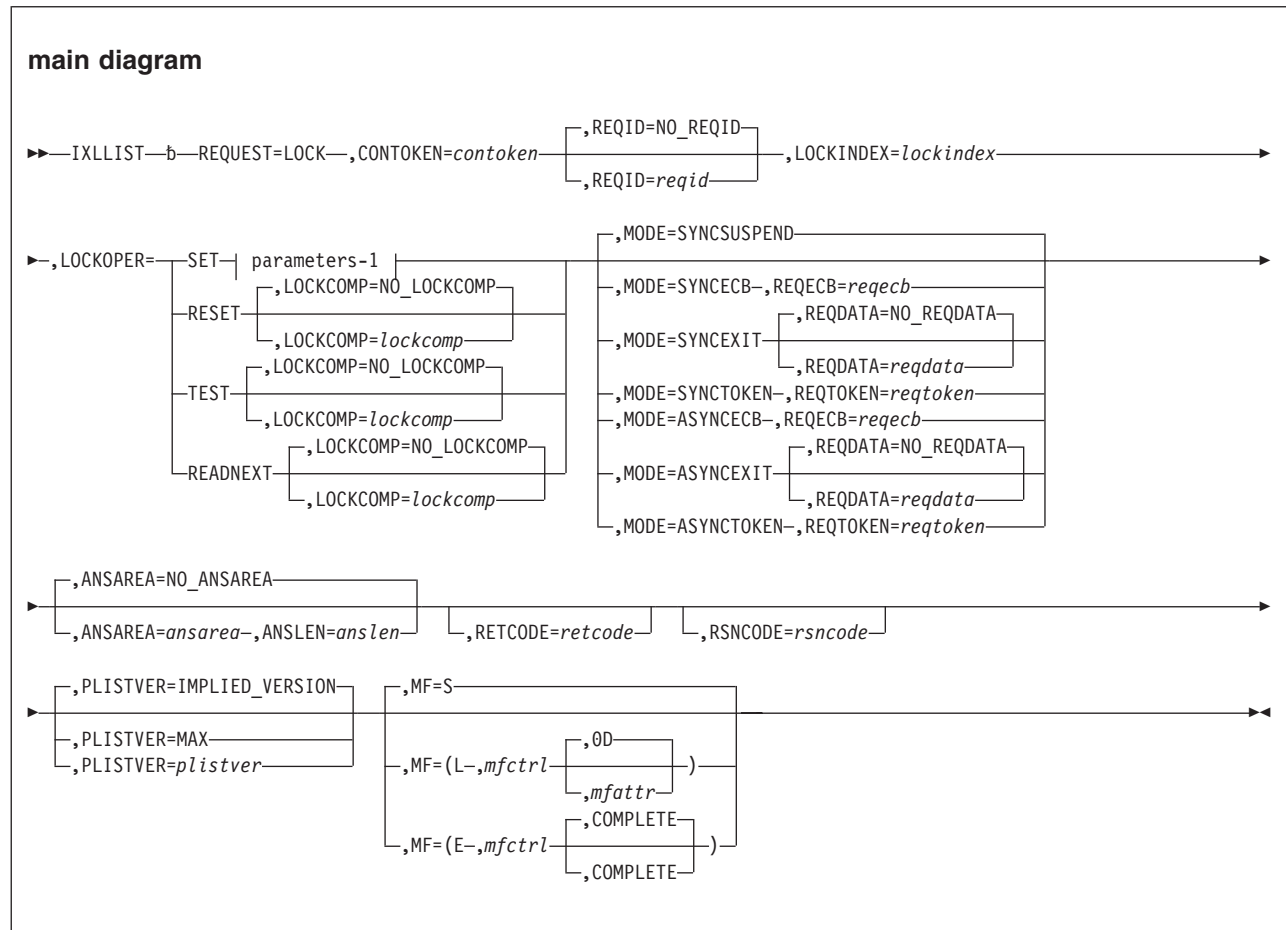 main diagram
,REQID=NO_REQID
IXLLIST ƀ REQUEST=LOCK ,CONTOKEN=contoken ,LOCKINDEX=lockindex
,REQID=reqid
,MODE=SYNCSUSPEND
,LOCKOPER= SET parameters-1
,LOCKCOMP=NO_LOCKCOMP ,MODE=SYNCECB ,REQECB=reqecb
RESET ,REQDATA=NO_REQDATA
,LOCKCOMP=lockcomp ,MODE=SYNCEXIT
,LOCKCOMP=NO_LOCKCOMP ,REQDATA=reqdata
TEST ,MODE=SYNCTOKEN ,REQTOKEN=reqtoken
,LOCKCOMP=lockcomp ,MODE=ASYNCECB ,REQECB=reqecb
,LOCKCOMP=NO_LOCKCOMP ,REQDATA=NO_REQDATA
READNEXT ,MODE=ASYNCEXIT
,LOCKCOMP=lockcomp ,REQDATA=reqdata
,MODE=ASYNCTOKEN ,REQTOKEN=reqtoken
,ANSAREA=NO_ANSAREA
,ANSAREA=ansarea ,ANSLEN=anslen ,RETCODE=retcode ,RSNCODE=rsncode
,PLISTVER=IMPLIED_VERSION ,MF=S
,PLISTVER=MAX ,0D
,PLISTVER=plistver ,MF=(L ,mfctrl )
,mfattr
,COMPLETE
,MF=(E ,mfctrl )
,COMPLETE